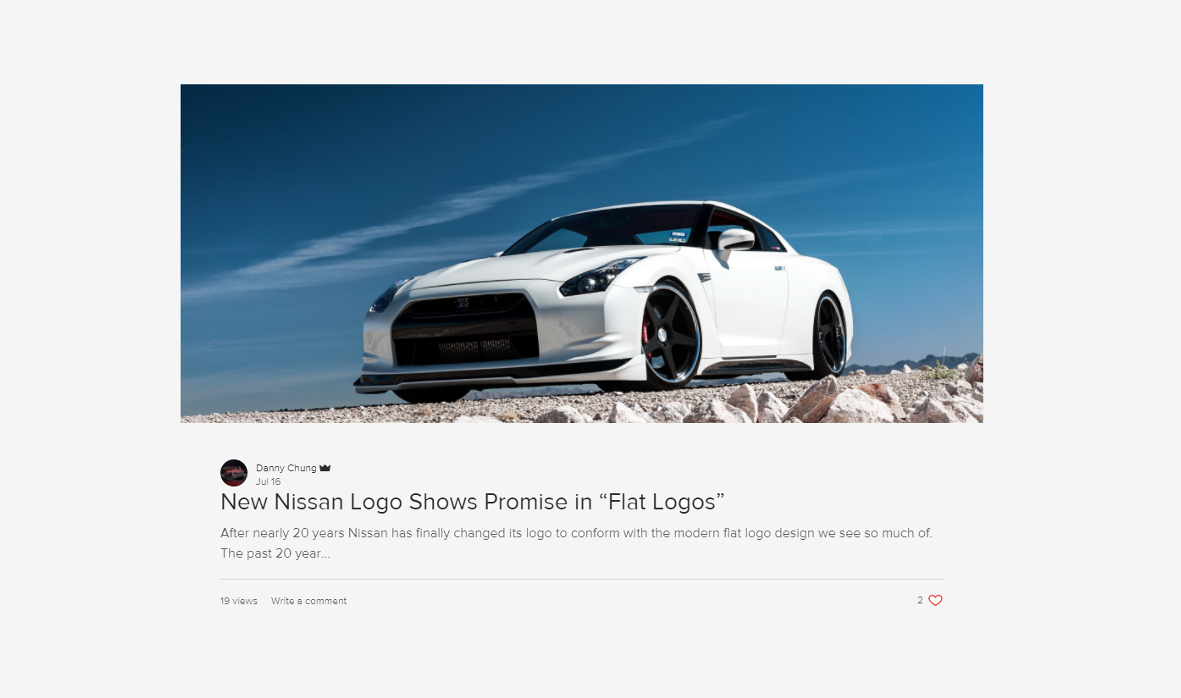 Danny Chung
Jul 16
New Nissan Logo Shows Promise in “Flat Logos”
After nearly 20 years Nissan has finally changed its logo to conform with the modern flat logo design we see so much of.
The past 20 year...
19 views Write a comment 2